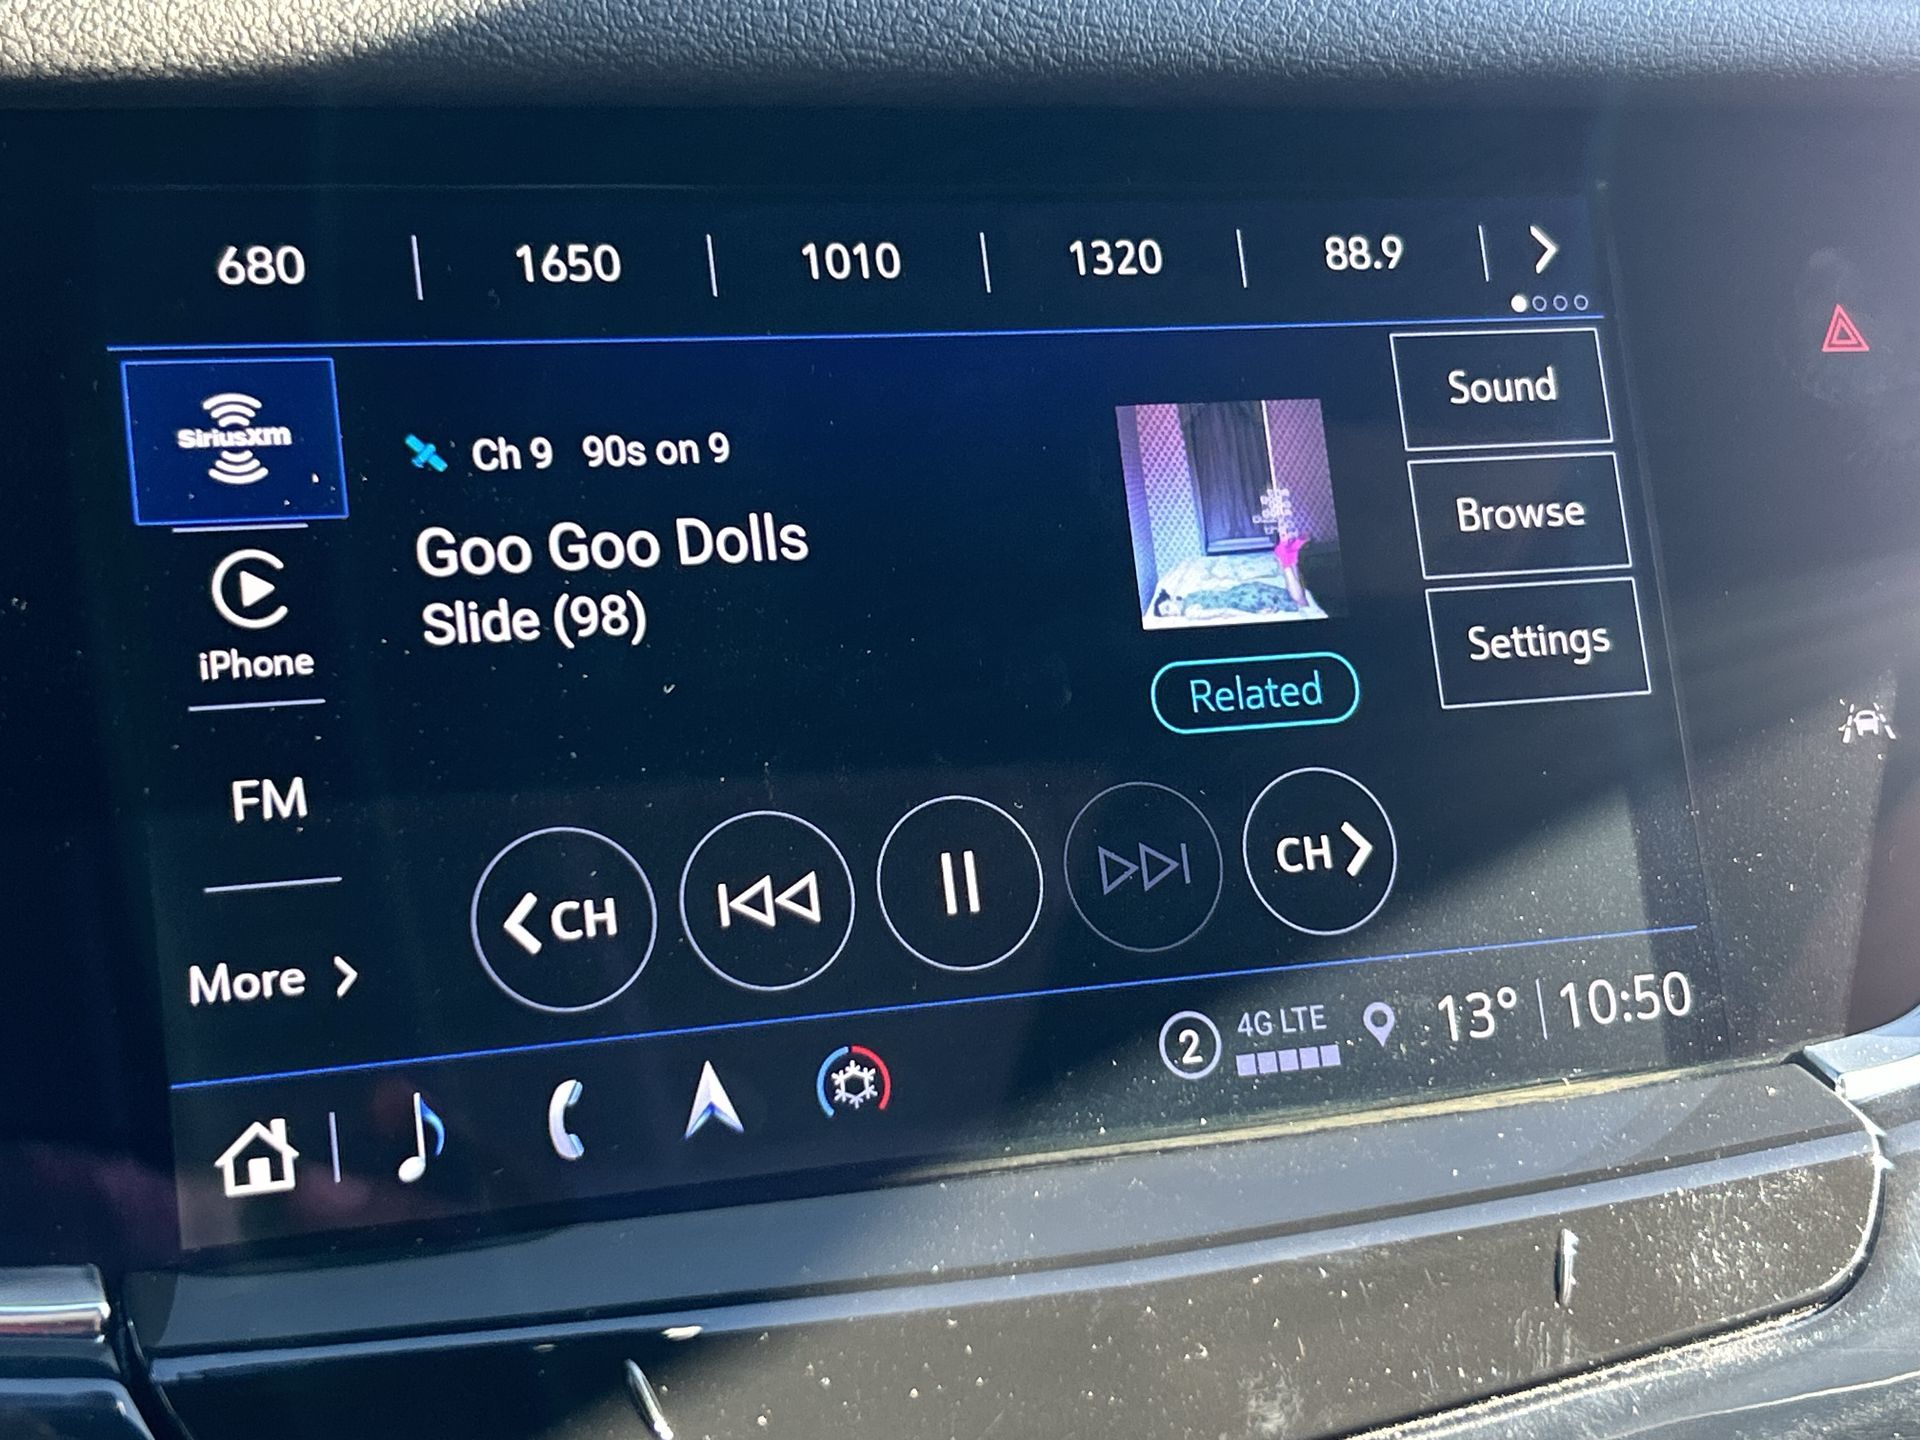 680 | 1650 | 1010 | 1320 | 88.9
SiriusXM
Ch 9 90s on 9
Goo Goo Dolls
Slide (98)
Sound
Browse
Settings
Related
iPhone
FM
More
CH
CH
2 4G LTE 13° | 10:50